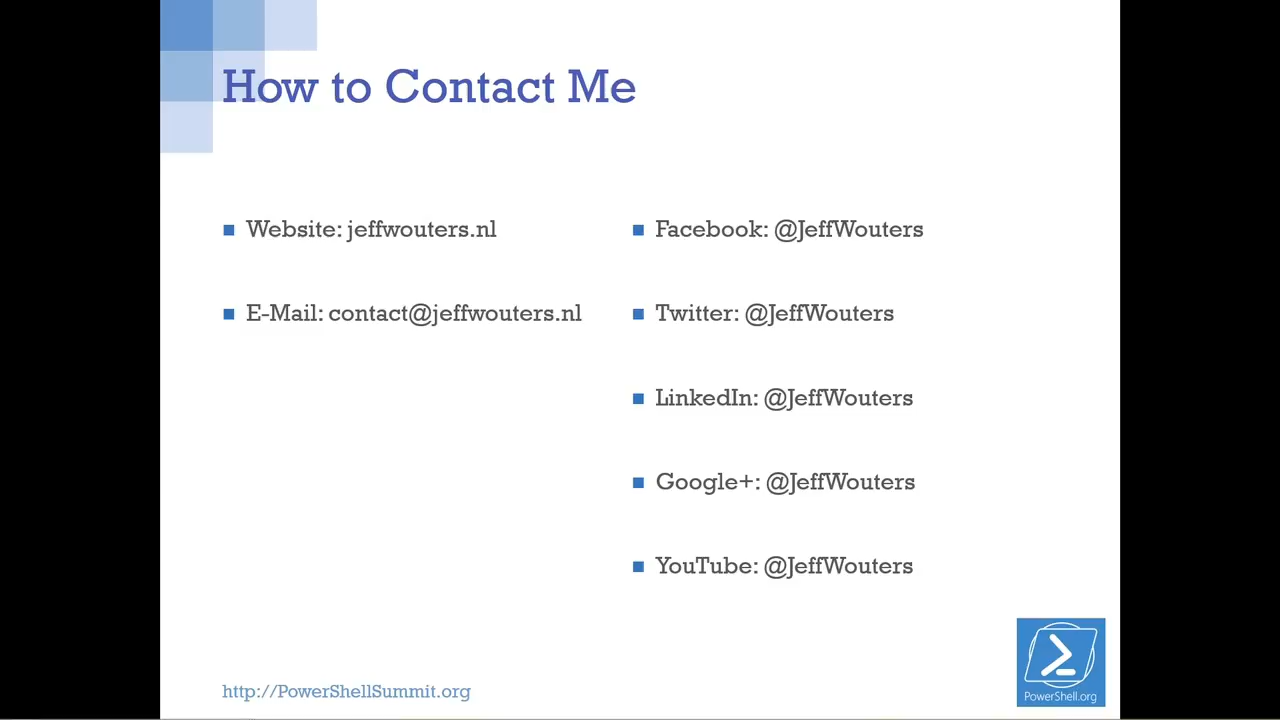 How to Contact Me
Website: jeffwouters.nl
E-Mail: contact@jeffwouters.nl
Facebook: @JeffWouters
Twitter: @JeffWouters
LinkedIn: @JeffWouters
Google+: @JeffWouters
YouTube: @JeffWouters
http://PowerShellSummit.org
PowerShell.org